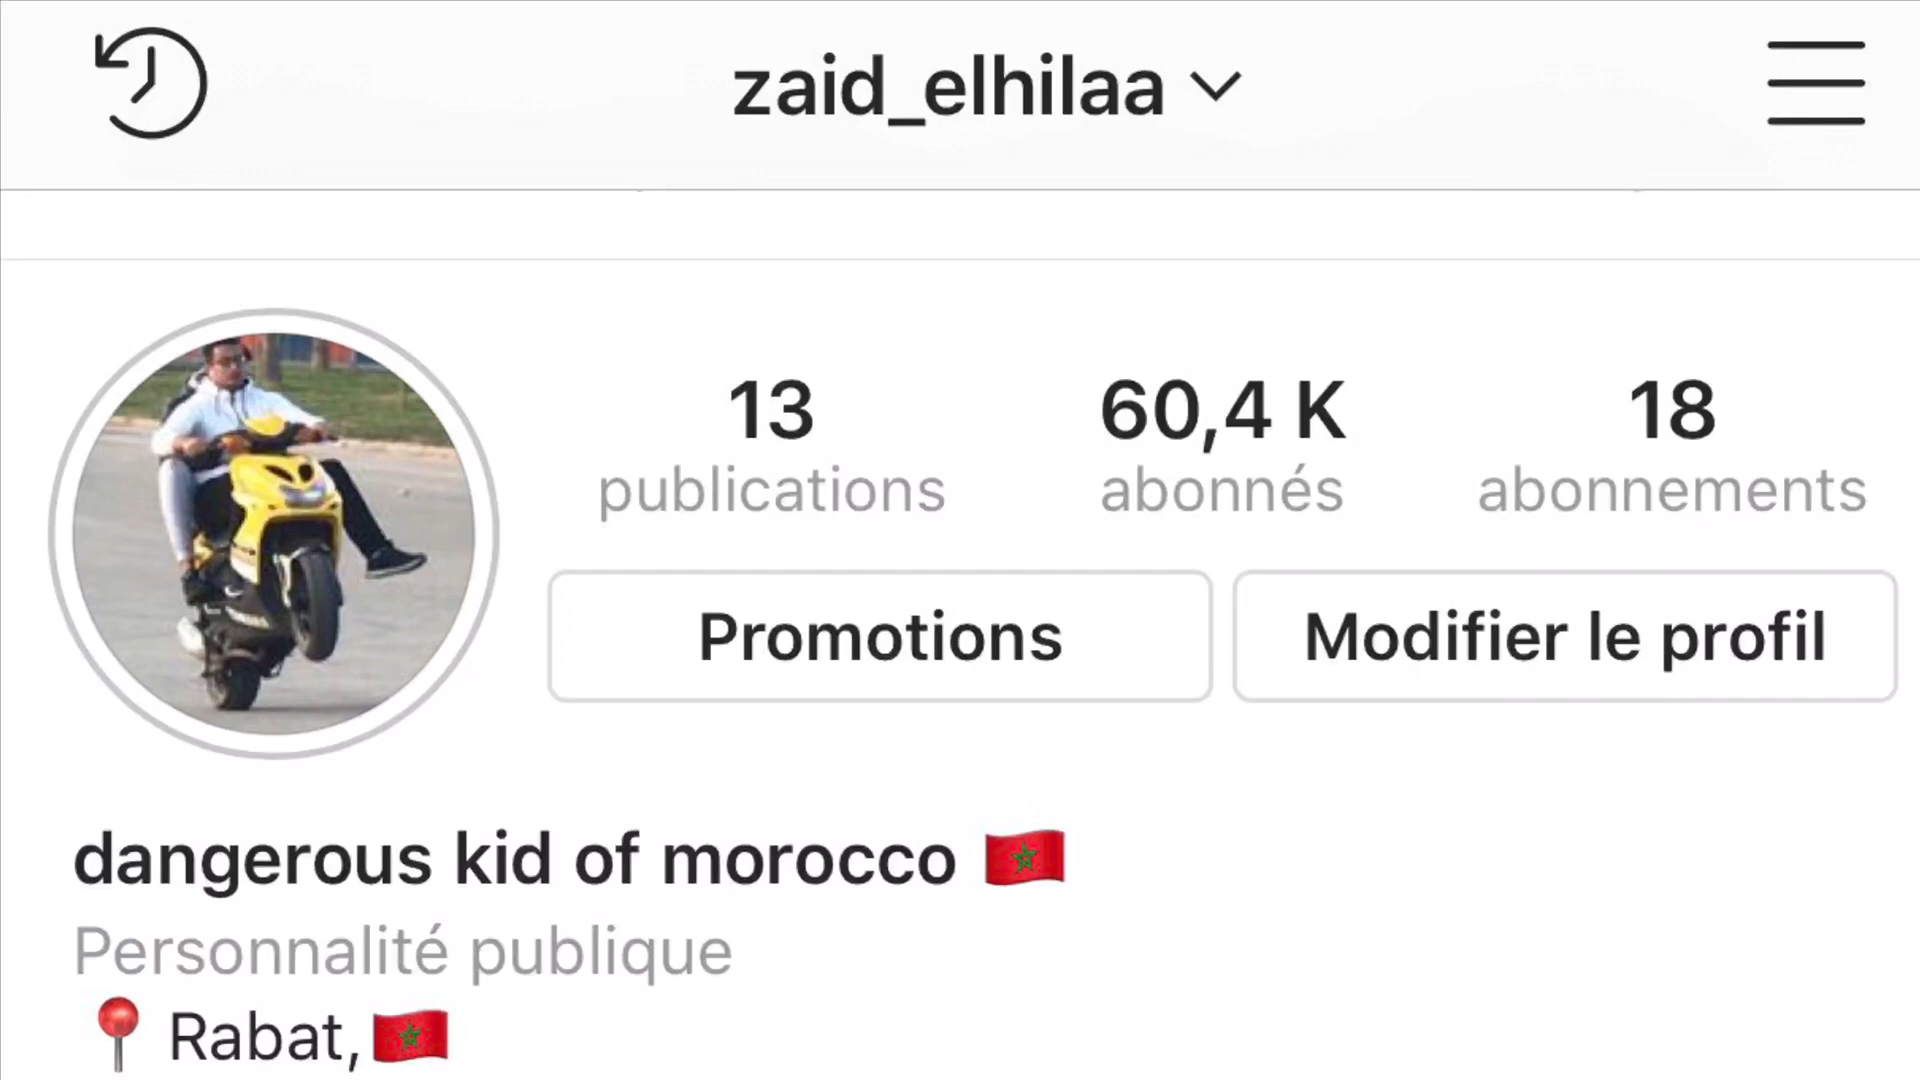 zaid_elhilaa
13 60,4 K 18
publications abonnés abonnements
Promotions Modifier le profil
dangerous kid of morocco 🇲🇦
Personnalité publique
📍 Rabat,🇲🇦